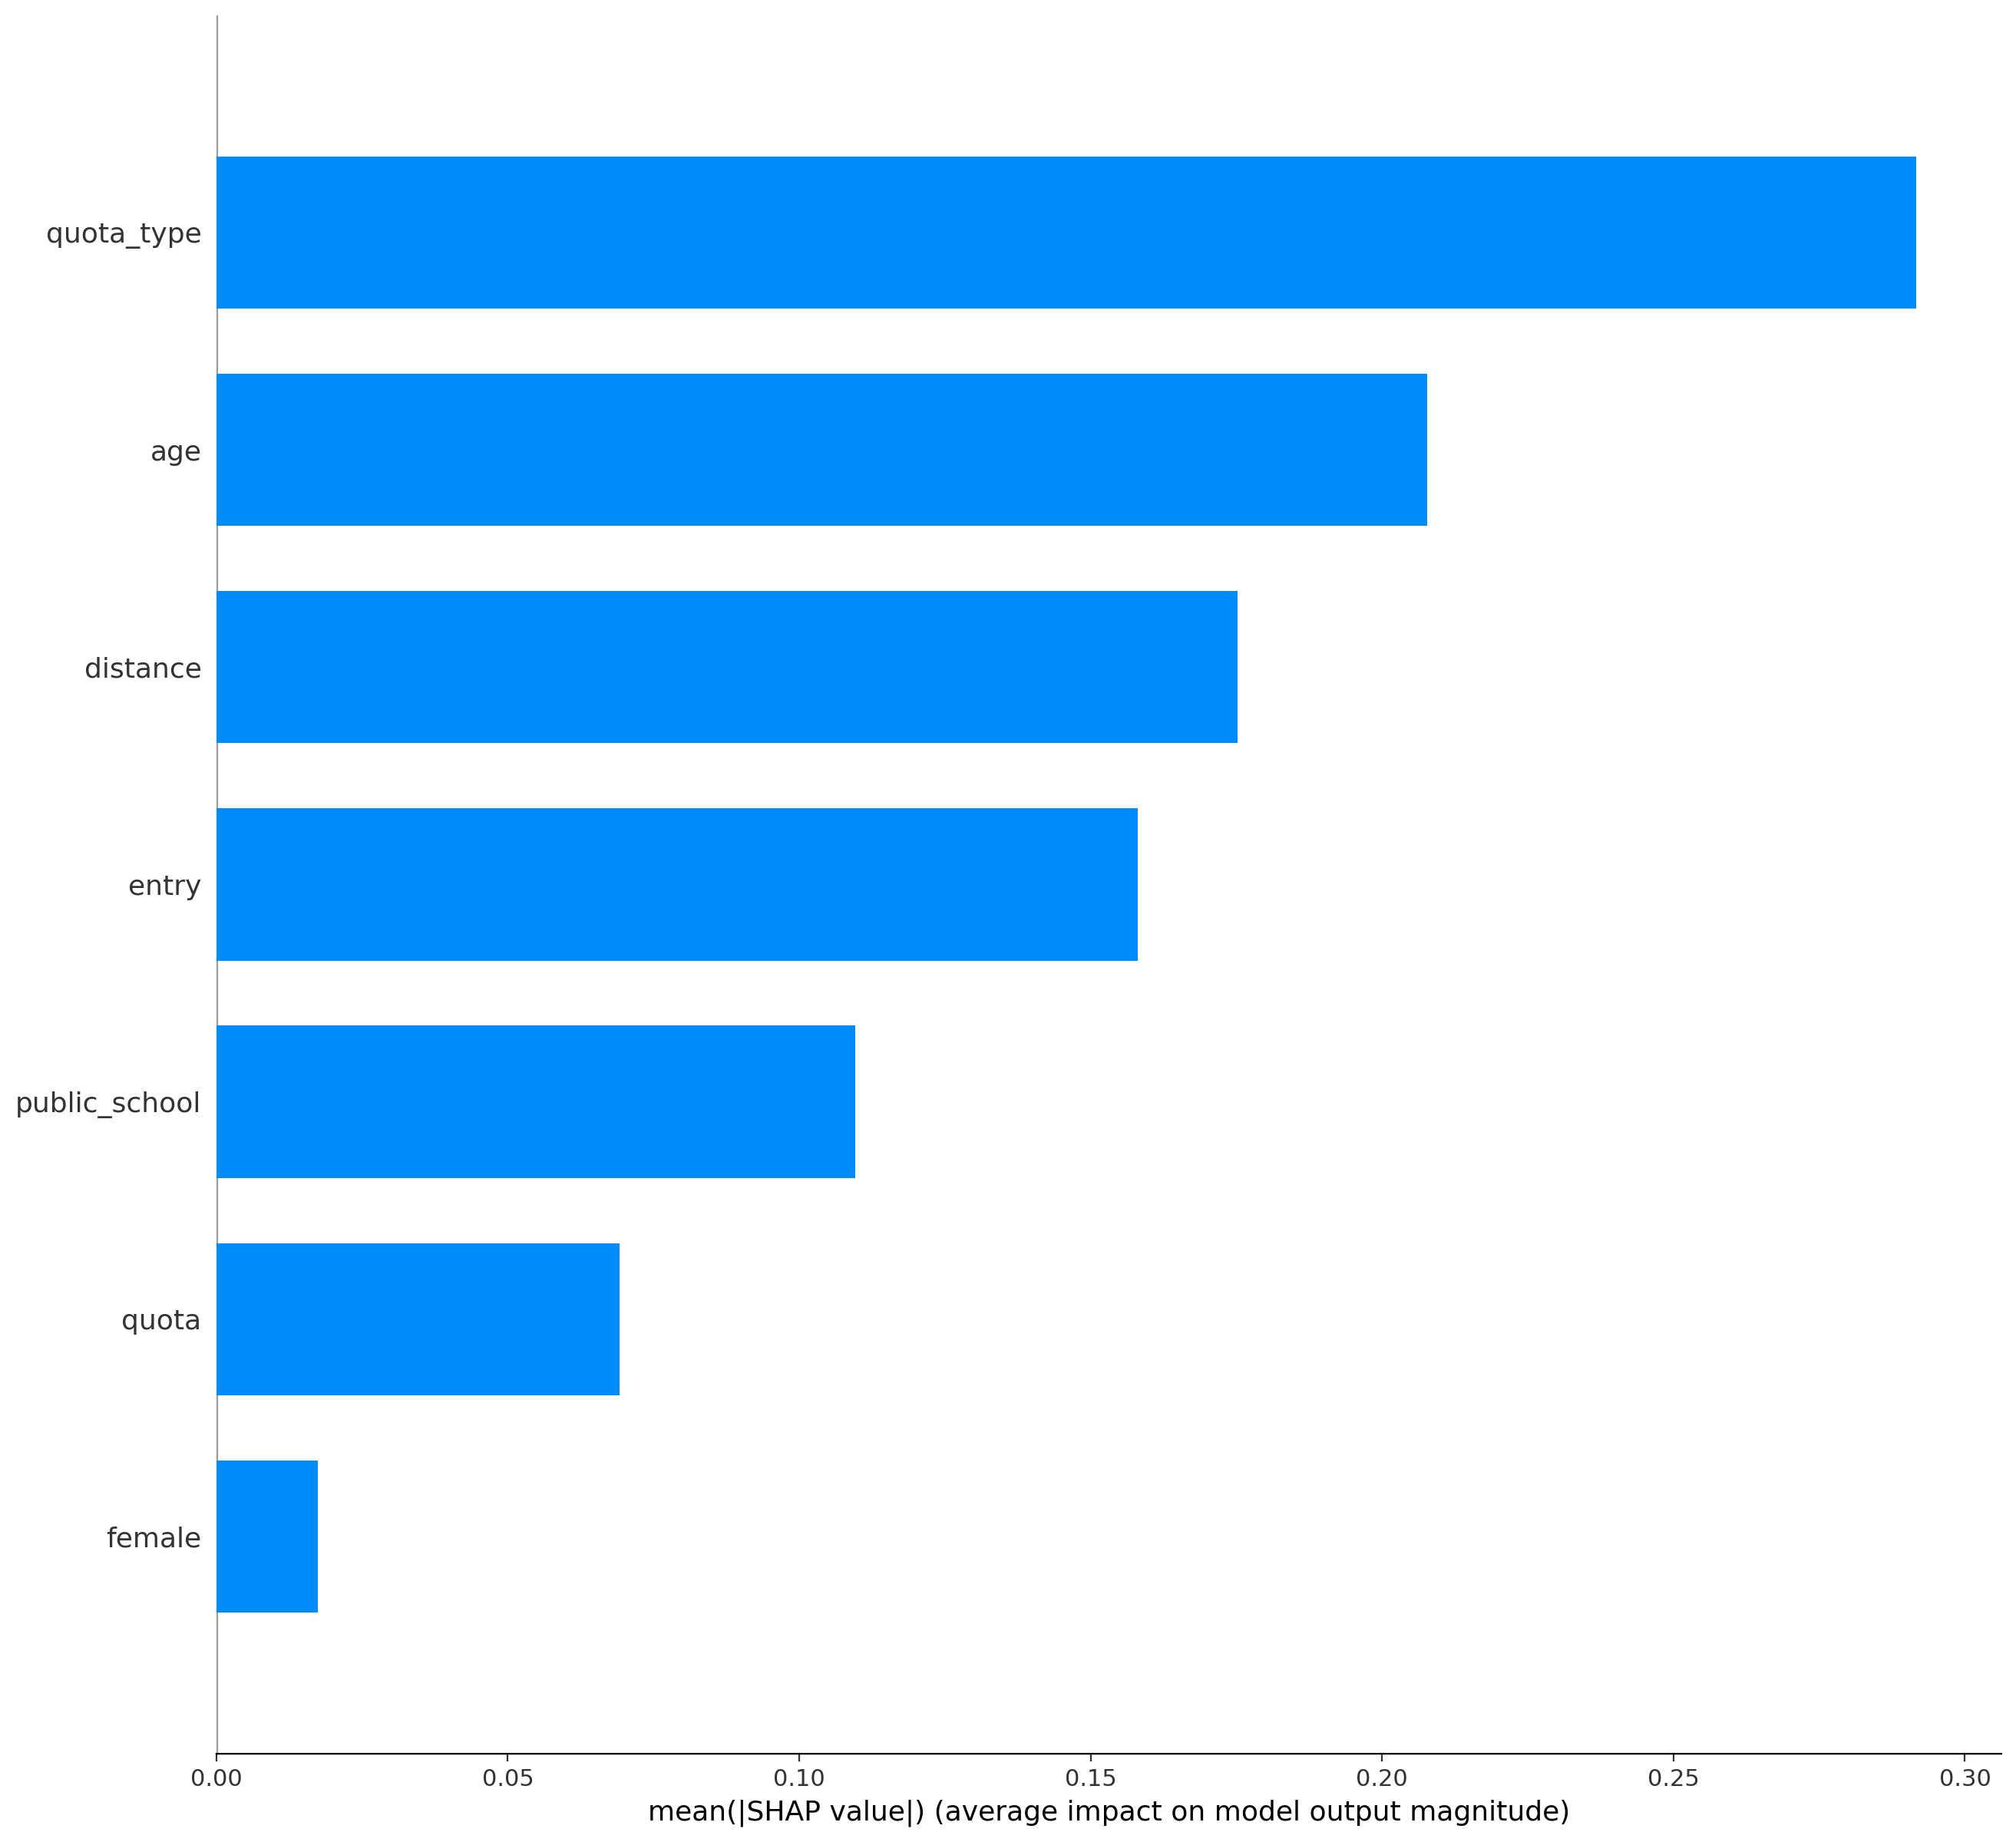 quota_type
age
distance
entry
public_school
quota
female
0.00 0.05 0.10 0.15 0.20 0.25 0.30
mean(|SHAP value|) (average impact on model output magnitude)